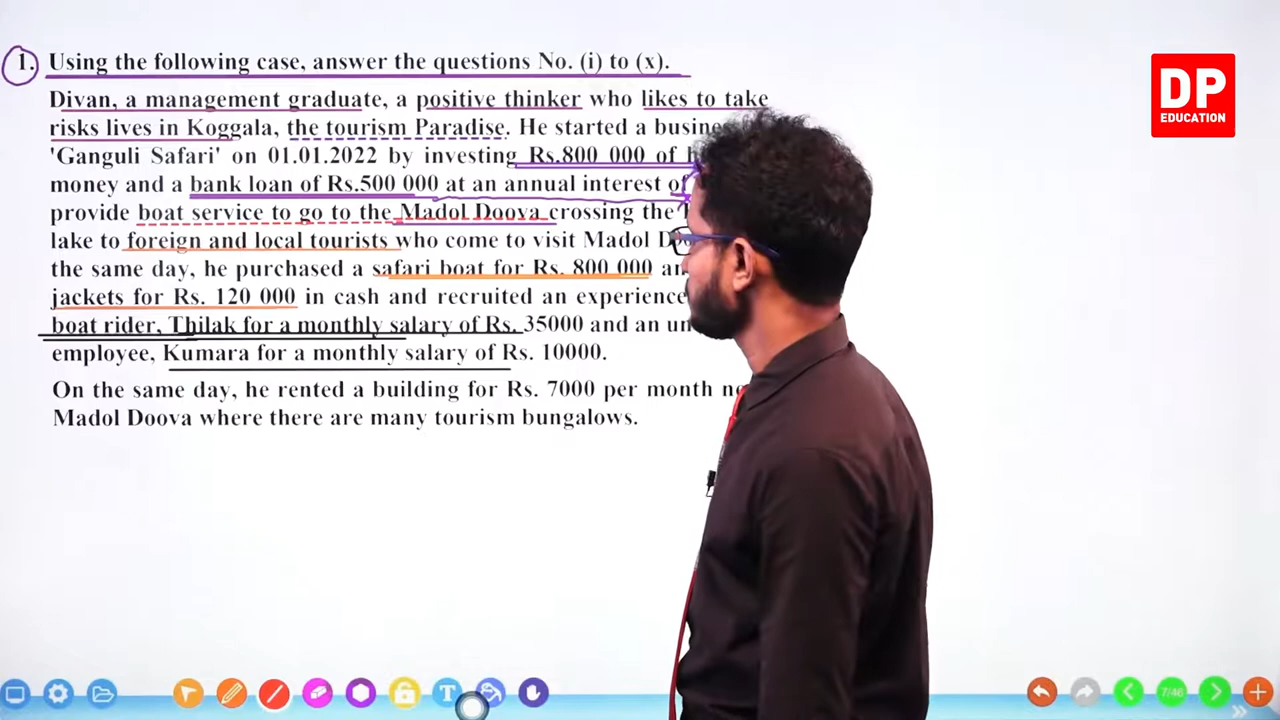 1. Using the following case, answer the questions No. (i) to (x).
Divan, a management graduate, a positive thinker who likes to take
risks lives in Koggala, the tourism Paradise. He started a
'Ganguli Safari' on 01.01.2022 by investing Rs.800 000 of
money and a bank loan of Rs.500 000 at an annual interest of
provide boat service to go to the Madol Doova crossing the
lake to foreign and local tourists who come to visit Madol
the same day, he purchased a safari boat for Rs. 800 000
jackets for Rs. 120 000 in cash and recruited an
boat rider, Thilak for a monthly salary of Rs. 35000 and an
employee, Kumara for a monthly salary of Rs. 10000.
On the same day, he rented a building for Rs. 7000 per month
Madol Doova where there are many tourism bungalows.
DP
EDUCATION
T
7/46